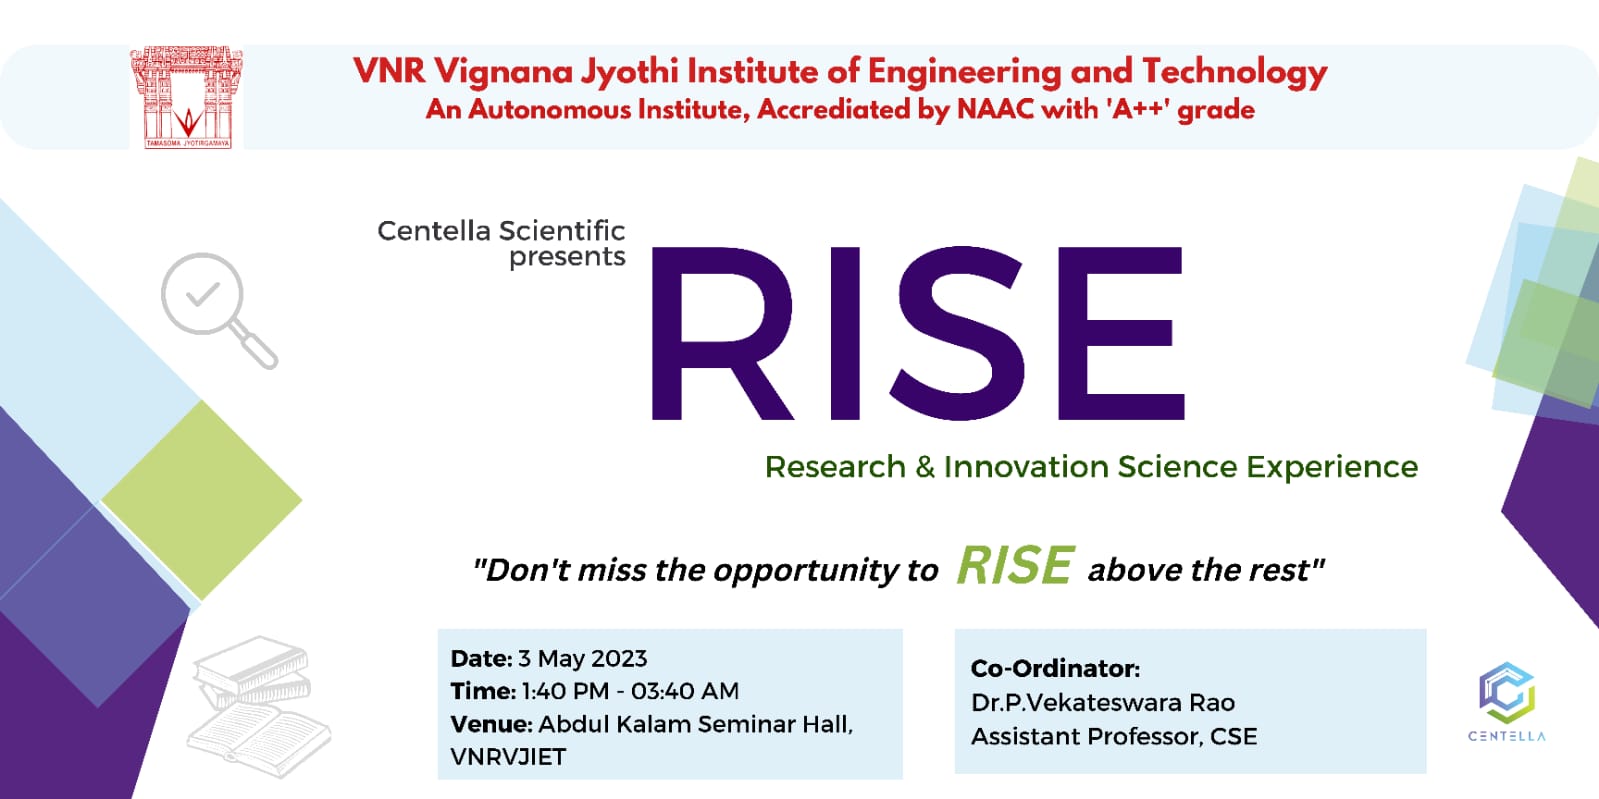 VNR Vignana Jyothi Institute of Engineering and Technology
An Autonomous Institute, Accrediated by NAAC with 'A++' grade
TAMASOMA JYOTIRGAMAYA
Centella Scientific
presents
RISE
Research & Innovation Science Experience
"Don't miss the opportunity to RISE above the rest"
Date: 3 May 2023
Time: 1:40 PM - 03:40 AM
Venue: Abdul Kalam Seminar Hall,
VNRVJIET
Co-Ordinator:
Dr.P.Vekateswara Rao
Assistant Professor, CSE
CENTELLA